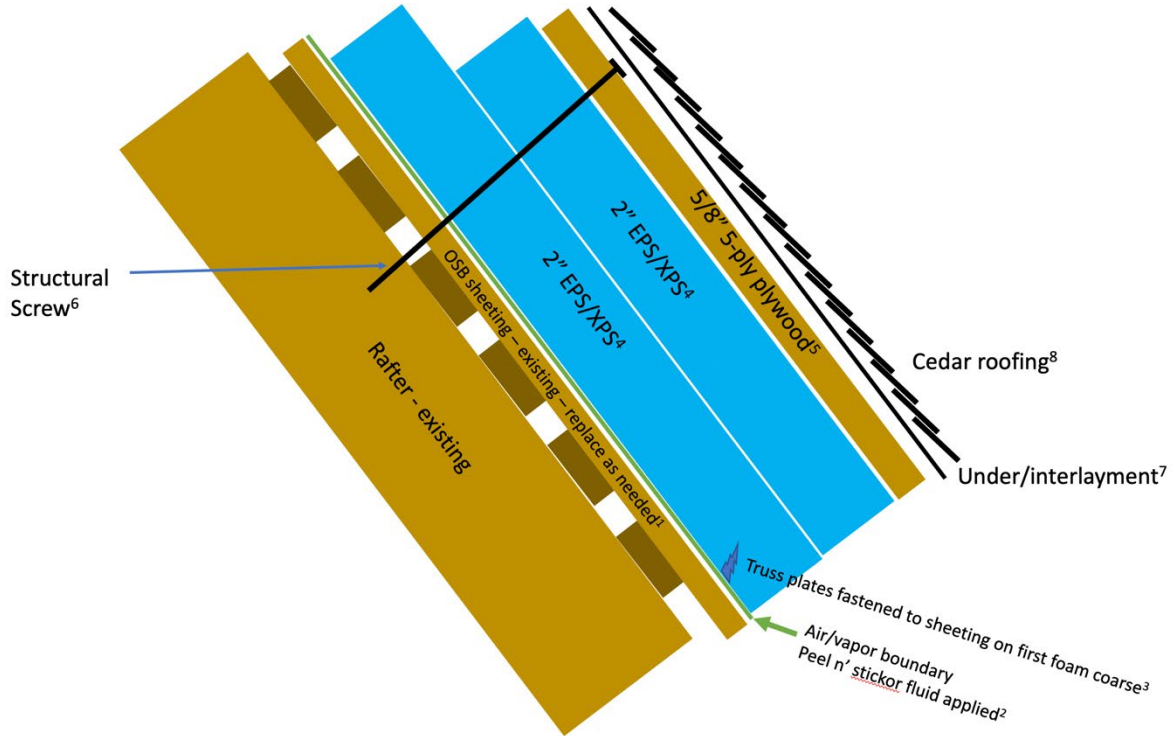 Structural
Screw⁶
Rafter - existing
OSB sheeting – existing – replace as needed¹
2” EPS/XPS⁴
2” EPS/XPS⁴
5/8” 5-ply plywood⁵
Cedar roofing⁸
Under/interlayment⁷
Truss plates fastened to sheeting on first foam coarse³
Air/vapor boundary
Peel n’ stickor fluid applied²